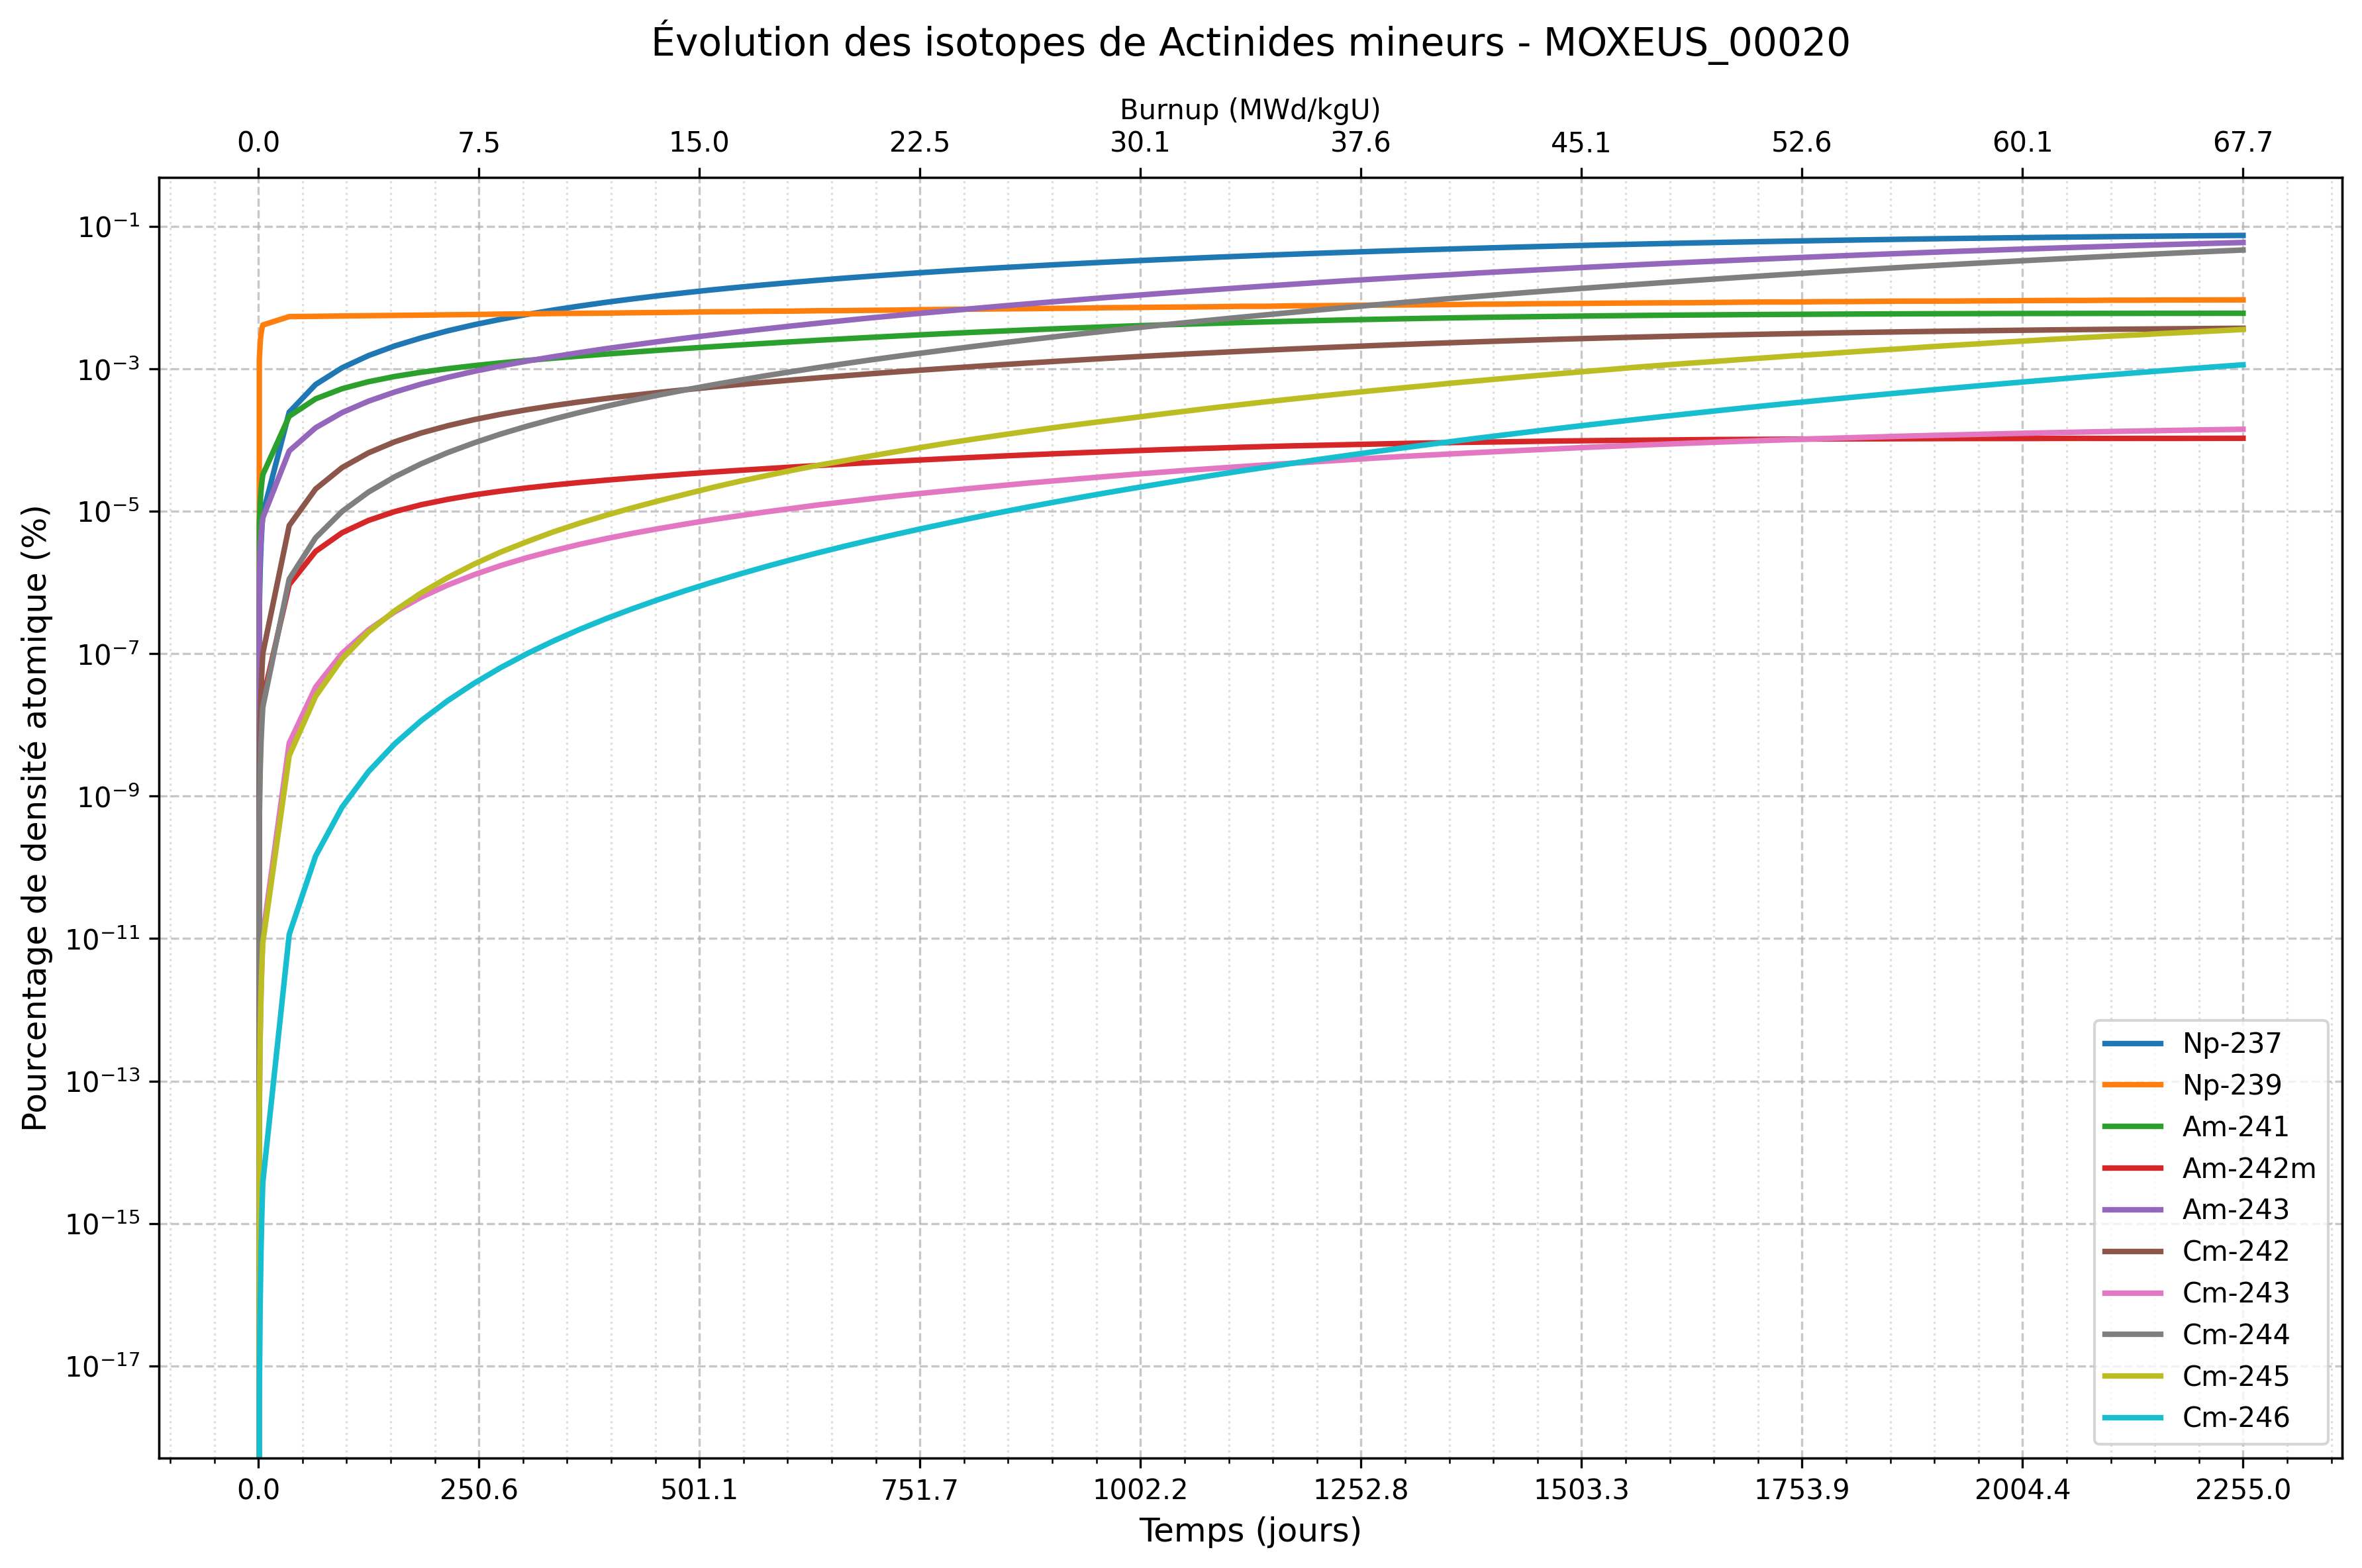 Évolution des isotopes de Actinides mineurs - MOXEUS_00020
Burnup (MWd/kgU)
0.0 7.5 15.0 22.5 30.1 37.6 45.1 52.6 60.1 67.7
Pourcentage de densité atomique (%)
10⁻¹
10⁻³
10⁻⁵
10⁻⁷
10⁻⁹
10⁻¹¹
10⁻¹³
10⁻¹⁵
10⁻¹⁷
Np-237
Np-239
Am-241
Am-242m
Am-243
Cm-242
Cm-243
Cm-244
Cm-245
Cm-246
0.0 250.6 501.1 751.7 1002.2 1252.8 1503.3 1753.9 2004.4 2255.0
Temps (jours)